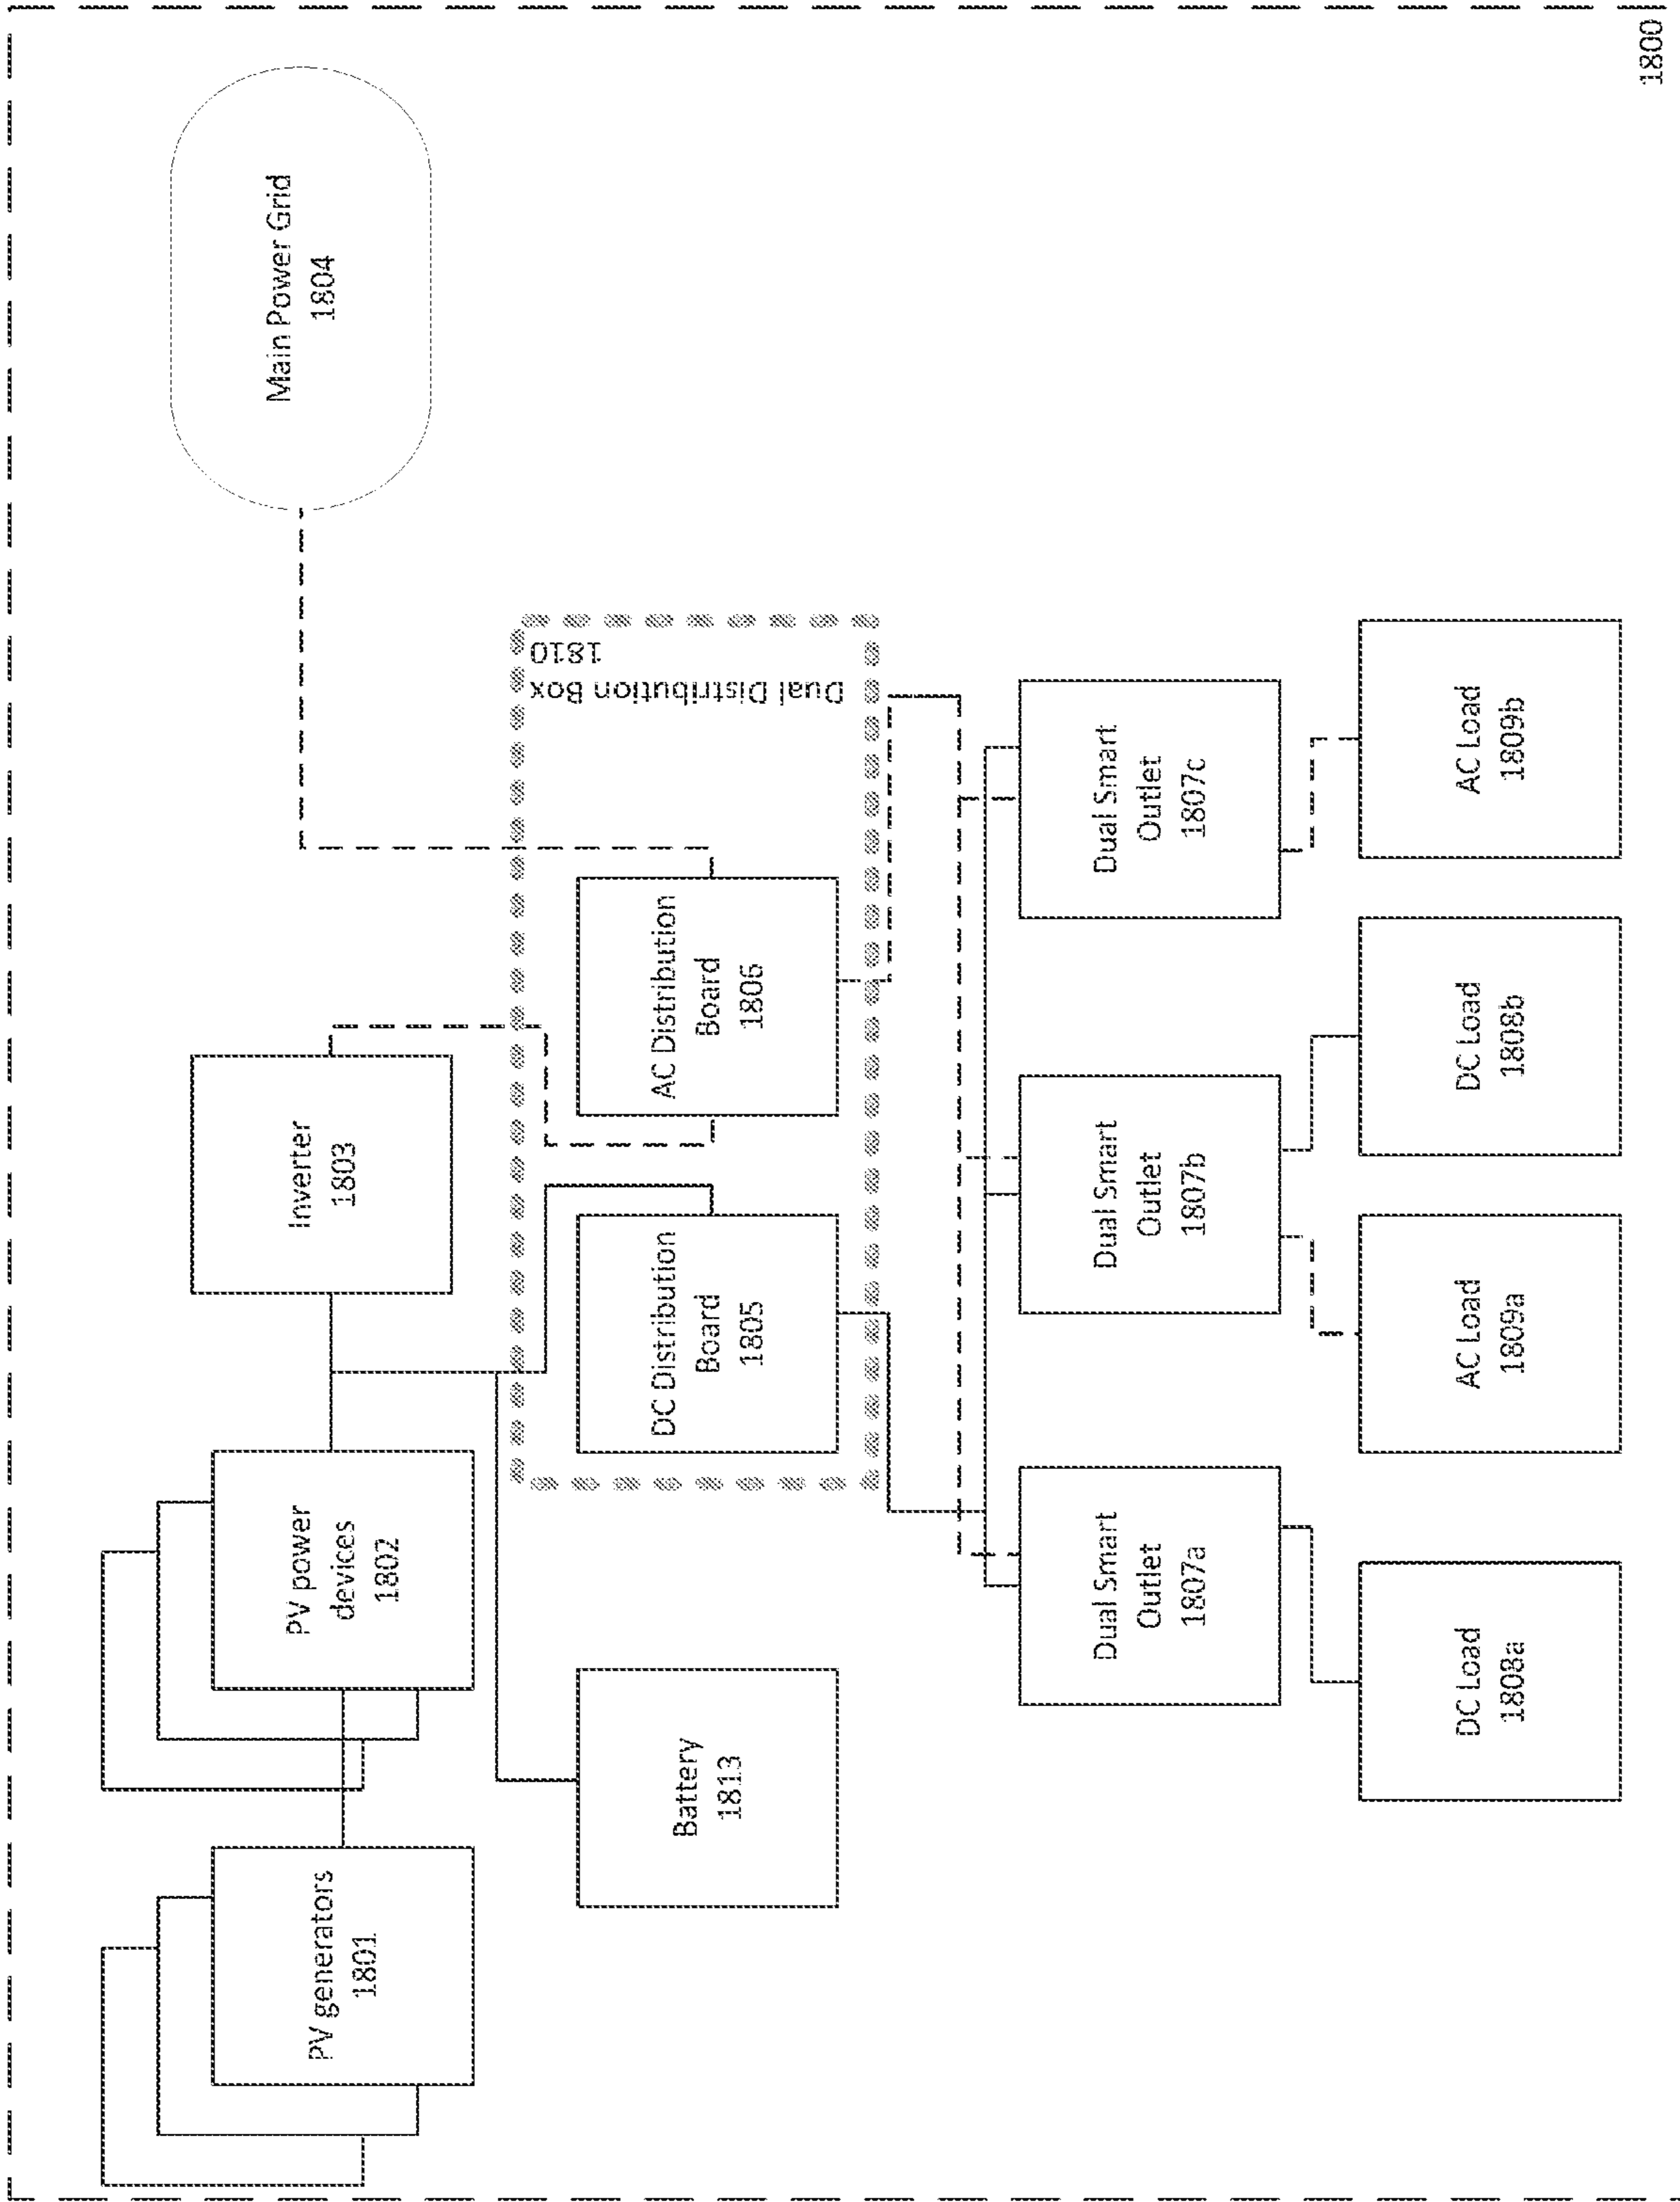 PV generators
1801
PV power
devices
1802
Inverter
1803
Main Power Grid
1804
Battery
1813
DC Distribution
Board
1805
AC Distribution
Board
1806
Dual Distribution Box
1810
Dual Smart
Outlet
1807a
Dual Smart
Outlet
1807b
Dual Smart
Outlet
1807c
DC Load
1808a
AC Load
1809a
DC Load
1808b
AC Load
1809b
1800